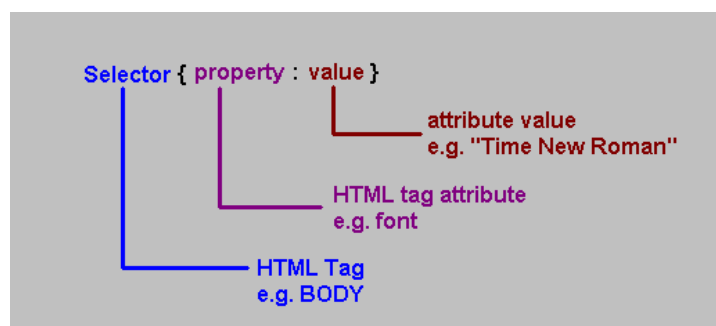 Selector { property : value }
attribute value
e.g. "Time New Roman"
HTML tag attribute
e.g. font
HTML Tag
e.g. BODY